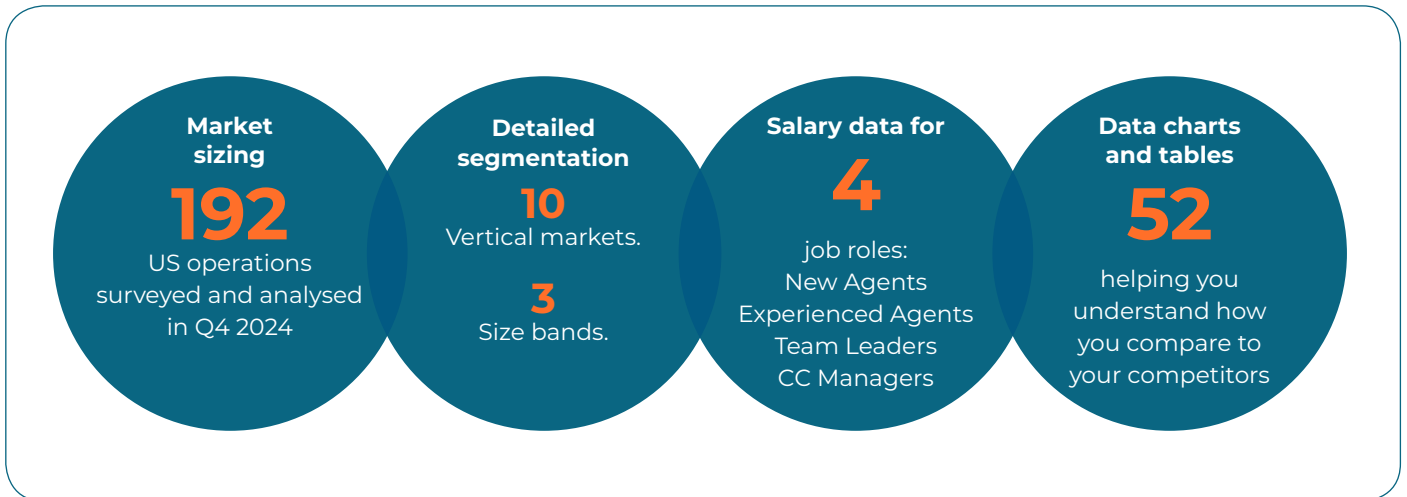 Market
sizing
192
US operations
surveyed and analysed
in Q4 2024
Detailed
segmentation
10
Vertical markets.
3
Size bands.
Salary data for
4
job roles:
New Agents
Experienced Agents
Team Leaders
CC Managers
Data charts
and tables
52
helping you
understand how
you compare to
your competitors